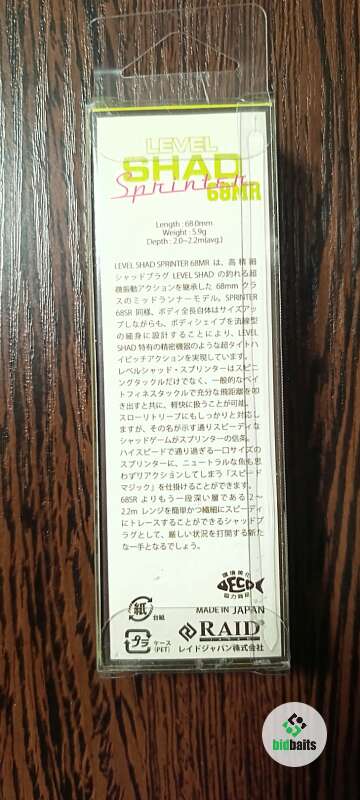 LEVEL
SHAD
Sprinter
68MR
Length : 68.0mm
Weight : 5.9g
Depth : 2.0~2.2m(avg.)
LEVEL SHAD SPRINTER 68MR は、高精細
シャッドプラグ LEVEL SHAD の釣れる超
微振動アクションを継承した 68mm クラ
スのミッドランナーモデル。SPRINTER
68SR 同様、ボディ全長自体はサイズアッ
プしながらも、ボディシェイプを流線型
の細身に設計することにより、LEVEL
SHAD 特有の精密機器のような超タイトハ
イピッチアクションを実現しています。
レベルシャッド・スプリンターはスピニ
ングタックルだけでなく、一般的なベイ
トフィネスタックルで充分な飛距離を叩
き出すと共に、軽快に扱うことが可能。
スローリトリーブにもしっかりと対応し
ますが、その名が示す通りスピーディな
シャッドゲームがスプリンターの信条。
ハイスピードで通り過ぎる一口サイズの
スプリンターに、ニュートラルな魚も思
わずリアクションしてしまう「スピード
マジック」を仕掛けることができます。
68SR よりもう一段深い層である 2～
2.2m レンジを簡単かつ繊細にスピーディ
にトレースすることができるシャッドプ
ラグとして、厳しい状況を打開する新た
な一手となるでしょう。
環境美化
ECO
協力商品
紙
台紙
MADE IN JAPAN
プラ
ケース
(PET)
RAID
JAPAN
レイドジャパン株式会社
bidbaits